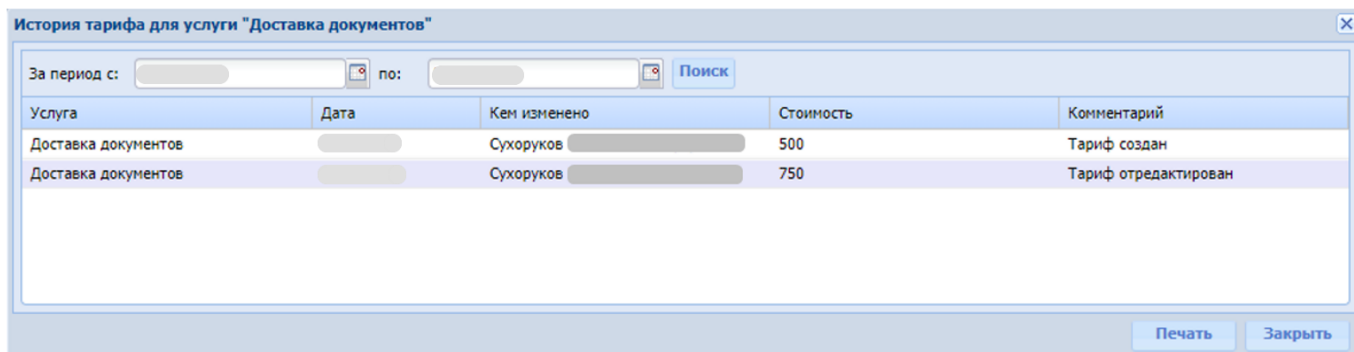 История тарифа для услуги "Доставка документов"
За период с: по: Поиск
Услуга Дата Кем изменено Стоимость Комментарий
Доставка документов Сухоруков 500 Тариф создан
Доставка документов Сухоруков 750 Тариф отредактирован
Печать Закрыть